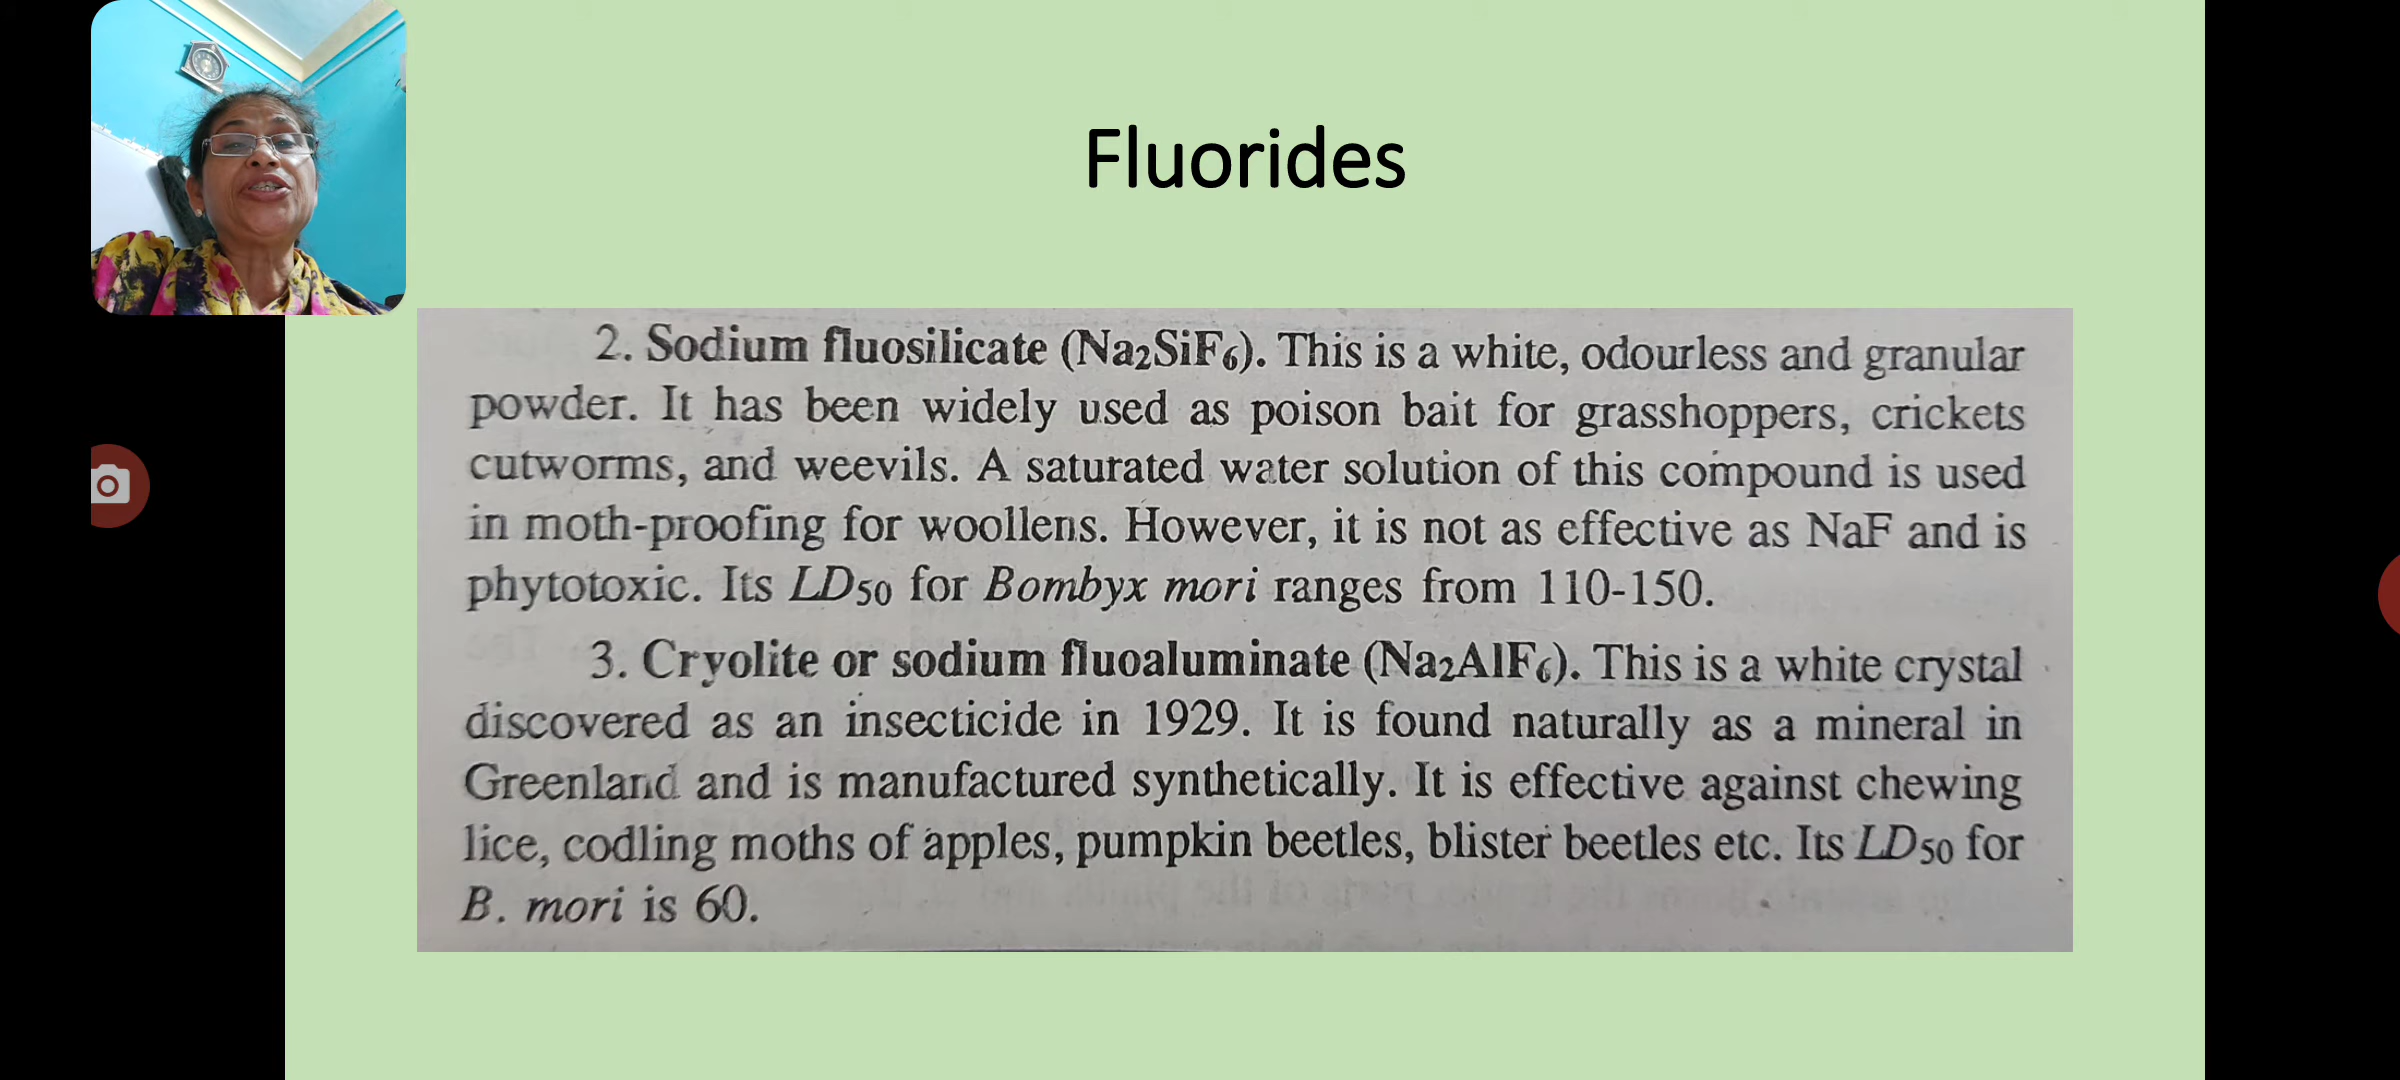 Fluorides
2. Sodium fluosilicate (Na₂SiF₆). This is a white, odourless and granular
powder. It has been widely used as poison bait for grasshoppers, crickets
cutworms, and weevils. A saturated water solution of this compound is used
in moth-proofing for woollens. However, it is not as effective as NaF and is
phytotoxic. Its LD₅₀ for Bombyx mori ranges from 110-150.
3. Cryolite or sodium fluoaluminate (Na₂AlF₆). This is a white crystal
discovered as an insecticide in 1929. It is found naturally as a mineral in
Greenland and is manufactured synthetically. It is effective against chewing
lice, codling moths of apples, pumpkin beetles, blister beetles etc. Its LD₅₀ for
B. mori is 60.